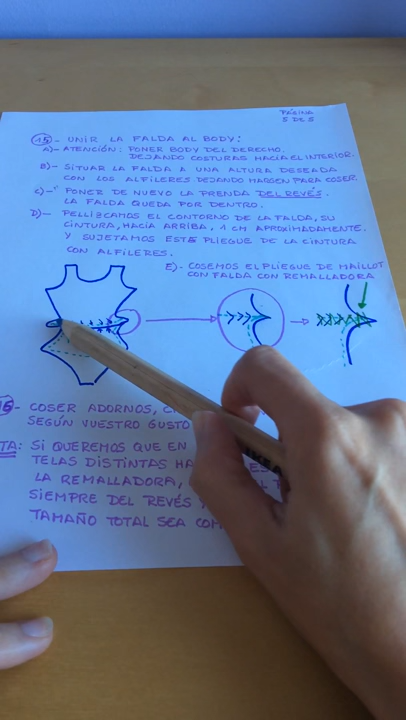 PÁGINA
5 DE 5
15 - UNIR LA FALDA AL BODY:
A)- ATENCIÓN: PONER BODY DEL DERECHO.
DEJANDO COSTURAS HACIA EL INTERIOR.
B)- SITUAR LA FALDA A UNA ALTURA DESEADA
CON LOS ALFILERES DEJANDO MARGEN PARA COSER
C)- PONER DE NUEVO LA PRENDA DEL REVÉS.
LA FALDA QUEDA POR DENTRO.
D)- PELLIZCAMOS EL CONTORNO DE LA FALDA, SU
CINTURA, HACIA ARRIBA, 1 CM APROXIMADAMENTE.
Y SUJETAMOS ESTE PLIEGUE DE LA CINTURA
CON ALFILERES.
E)- COSEMOS EL PLIEGUE DE MAILLOT
CON FALDA CON REMALLADORA
16 - COSER ADORNOS,
SEGÚN VUESTRO GUSTO
TA: SI QUEREMOS QUE EN
TELAS DISTINTAS
LA REMALLADORA,
SIEMPRE DEL REVÉS
TAMAÑO TOTAL SEA
IKEA